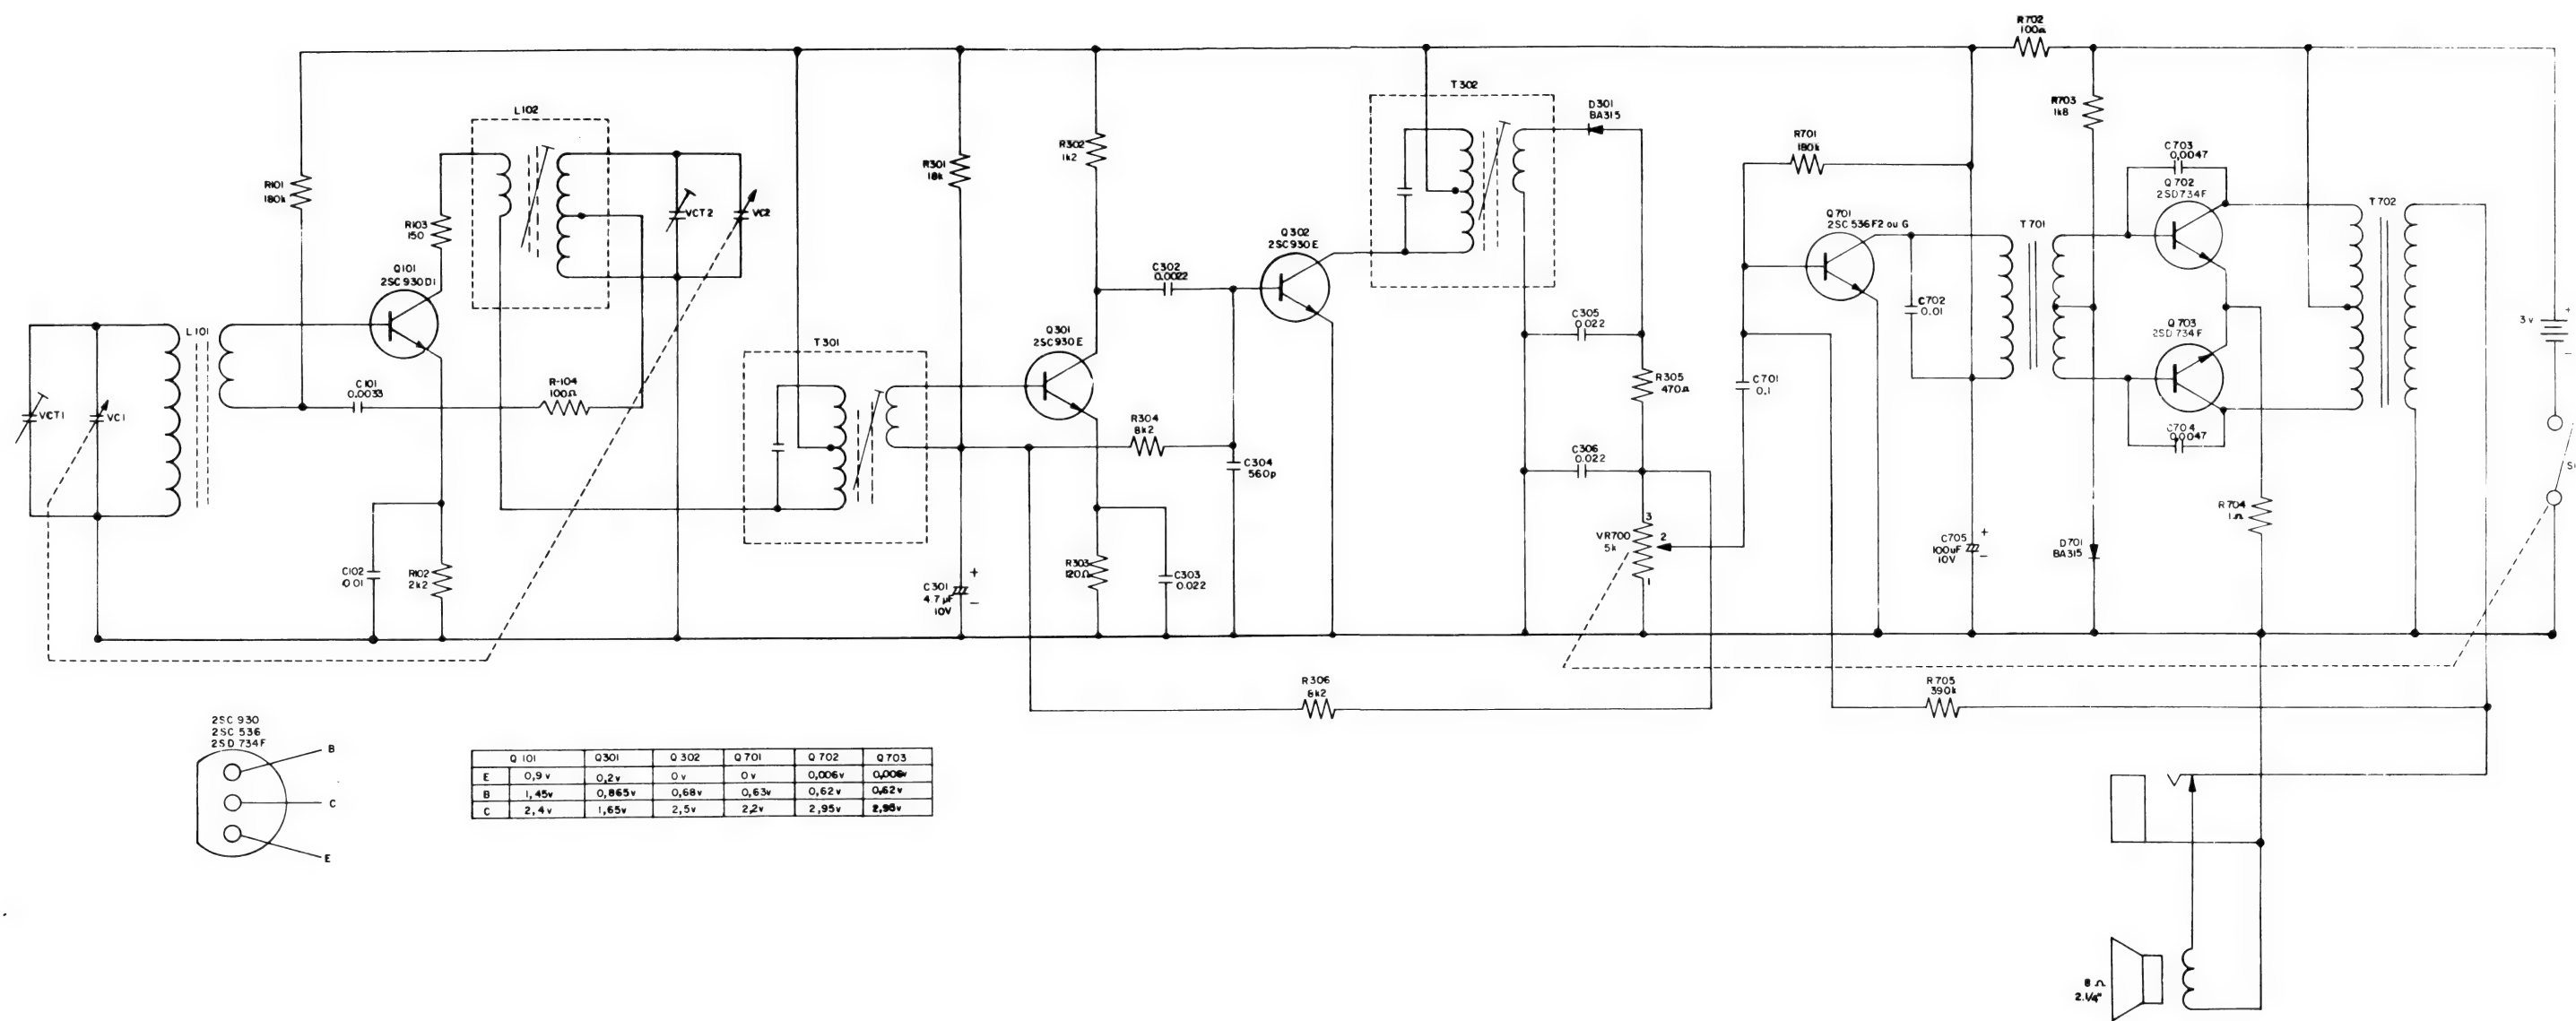 R702
100Ω
T302
L102
D301
BA315
R703
1k8
R701
180k
R302
1k2
C703
0,0047
R301
18k
Q702
2SD734F
R101
180k
T702
VCT2
VC2
R103
150
Q701
2SC536F2 ou G
T701
Q302
2SC930E
Q101
2SC930D1
C302
0.0022
C702
0.01
L101
Q301
2SC930E
C305
0.022
Q703
2SD734F
3v
+
-
T301
C101
0.0033
R-104
100Ω
R305
470Ω
C701
0.1
VCT1
VC1
R304
8k2
C704
0,0047
C306
0.022
C304
560p
R704
1Ω
3
VR700
5k
2
1
C705
100uF
10V
+
-
D701
BA315
C102
0.01
R102
2k2
C301
4.7µF
10V
+
-
R303
120Ω
C303
0.022
R306
R705
390k
2SC930
2SC536
2SD734F
B
C
E
Q101 Q301 Q302 Q701 Q702 Q703
E 0,9v 0,2v 0v 0v 0,006v 0,006v
B 1,45v 0,865v 0,68v 0,63v 0,62v 0,62v
C 2,4v 1,65v 2,5v 2,2v 2,95v 2,95v
8Ω
2.1/4"